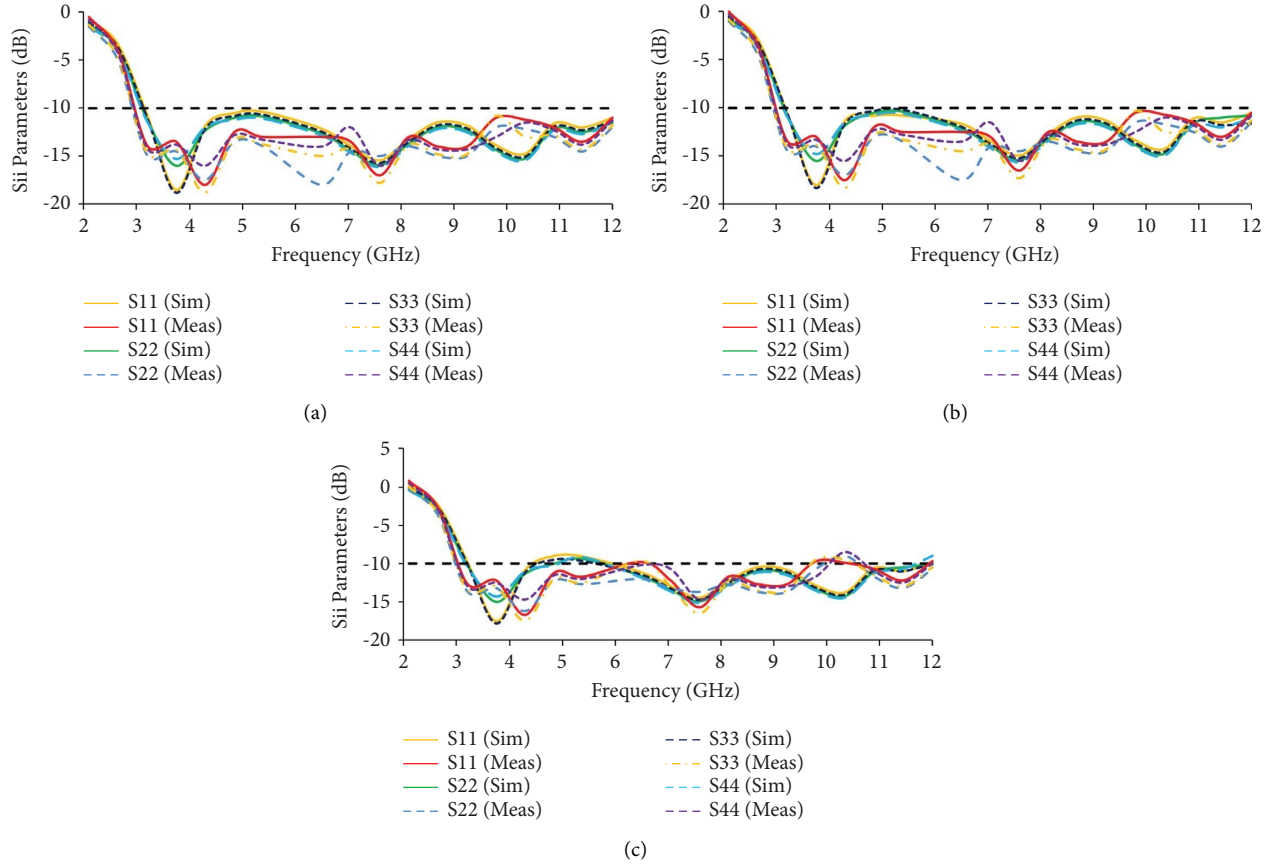 0
-5
-10
-15
-20
Sii Parameters (dB)
2 3 4 5 6 7 8 9 10 11 12
Frequency (GHz)
S11 (Sim)
S11 (Meas)
S22 (Sim)
S22 (Meas)
S33 (Sim)
S33 (Meas)
S44 (Sim)
S44 (Meas)
(a)
0
-5
-10
-15
-20
Sii Parameters (dB)
2 3 4 5 6 7 8 9 10 11 12
Frequency (GHz)
S11 (Sim)
S11 (Meas)
S22 (Sim)
S22 (Meas)
S33 (Sim)
S33 (Meas)
S44 (Sim)
S44 (Meas)
(b)
5
0
-5
-10
-15
-20
Sii Parameters (dB)
2 3 4 5 6 7 8 9 10 11 12
Frequency (GHz)
S11 (Sim)
S11 (Meas)
S22 (Sim)
S22 (Meas)
S33 (Sim)
S33 (Meas)
S44 (Sim)
S44 (Meas)
(c)